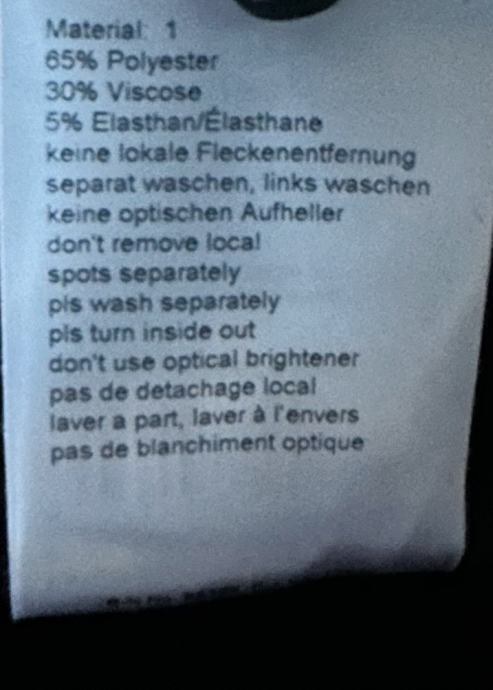 Material: 1
65% Polyester
30% Viscose
5% Elasthan/Élasthane
keine lokale Fleckenentfernung
separat waschen, links waschen
keine optischen Aufheller
don't remove local
spots separately
pls wash separately
pls turn inside out
don't use optical brightener
pas de detachage local
laver a part, laver à l'envers
pas de blanchiment optique